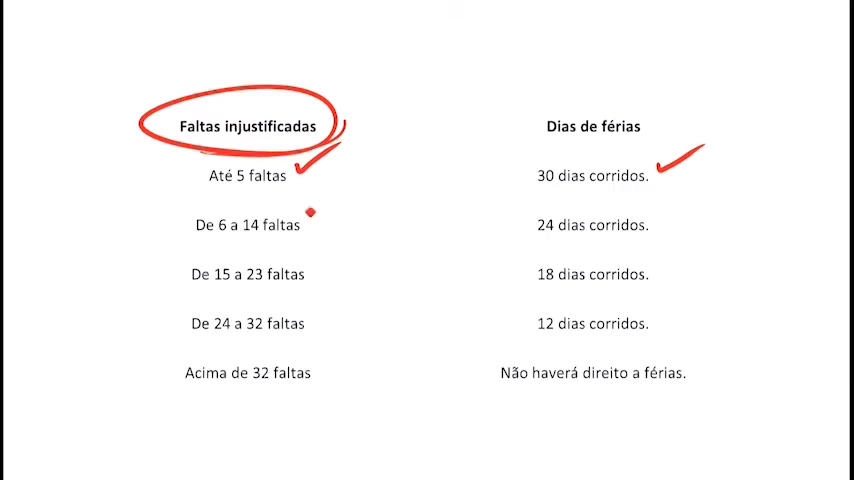 Faltas injustificadas Dias de férias
Até 5 faltas 30 dias corridos.
De 6 a 14 faltas 24 dias corridos.
De 15 a 23 faltas 18 dias corridos.
De 24 a 32 faltas 12 dias corridos.
Acima de 32 faltas Não haverá direito a férias.